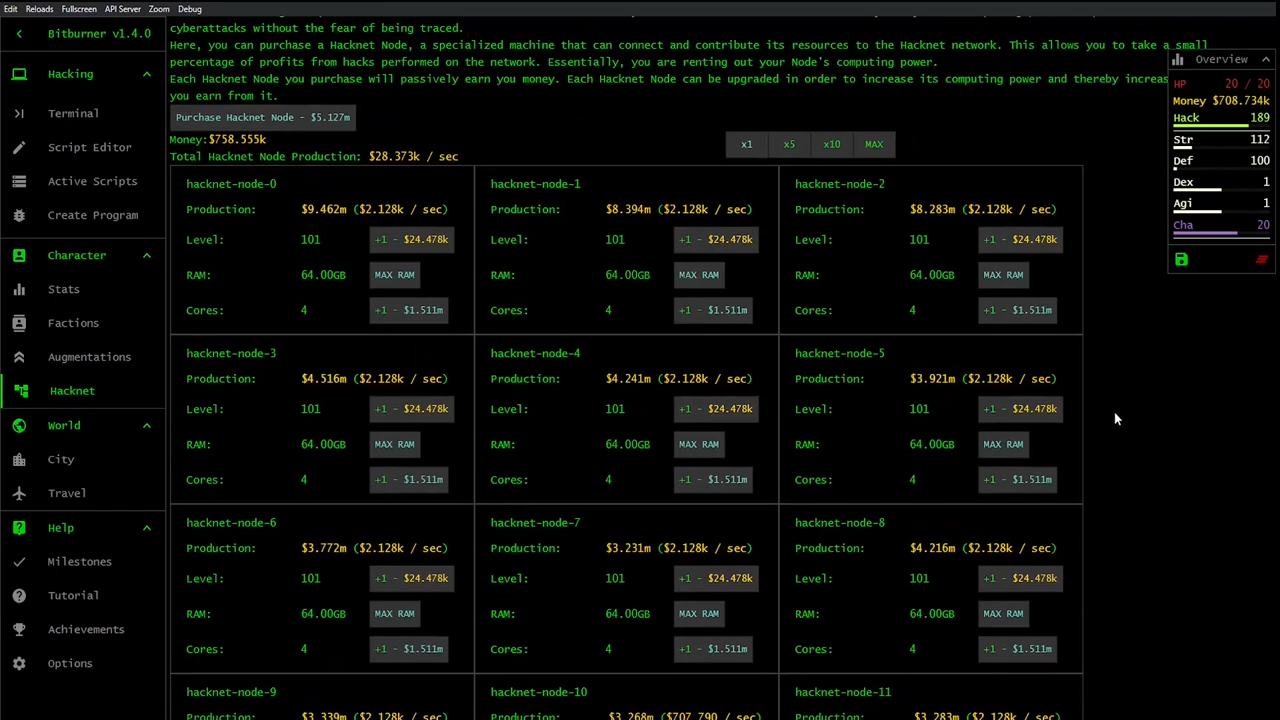 Edit Reloads Fullscreen API Server Zoom Debug
Bitburner v1.4.0
Hacking
Terminal
Script Editor
Active Scripts
Create Program
Character
Stats
Factions
Augmentations
Hacknet
World
City
Travel
Help
Milestones
Tutorial
Achievements
Options
cyberattacks without the fear of being traced.
Here, you can purchase a Hacknet Node, a specialized machine that can connect and contribute its resources to the Hacknet network. This allows you to take a small
percentage of profits from hacks performed on the network. Essentially, you are renting out your Node's computing power.
Each Hacknet Node you purchase will passively earn you money. Each Hacknet Node can be upgraded in order to increase its computing power and thereby increas
you earn from it.
Purchase Hacknet Node - $5.127m
Money:$758.555k
Total Hacknet Node Production: $28.373k / sec
x1 x5 x10 MAX
hacknet-node-0 hacknet-node-1 hacknet-node-2
Production: $9.462m ($2.128k / sec) Production: $8.394m ($2.128k / sec) Production: $8.283m ($2.128k / sec)
Level: 101 +1 - $24.478k Level: 101 +1 - $24.478k Level: 101 +1 - $24.478k
RAM: 64.00GB MAX RAM RAM: 64.00GB MAX RAM RAM: 64.00GB MAX RAM
Cores: 4 +1 - $1.511m Cores: 4 +1 - $1.511m Cores: 4 +1 - $1.511m
hacknet-node-3 hacknet-node-4 hacknet-node-5
Production: $4.516m ($2.128k / sec) Production: $4.241m ($2.128k / sec) Production: $3.921m ($2.128k / sec)
Level: 101 +1 - $24.478k Level: 101 +1 - $24.478k Level: 101 +1 - $24.478k
RAM: 64.00GB MAX RAM RAM: 64.00GB MAX RAM RAM: 64.00GB MAX RAM
Cores: 4 +1 - $1.511m Cores: 4 +1 - $1.511m Cores: 4 +1 - $1.511m
hacknet-node-6 hacknet-node-7 hacknet-node-8
Production: $3.772m ($2.128k / sec) Production: $3.231m ($2.128k / sec) Production: $4.216m ($2.128k / sec)
Level: 101 +1 - $24.478k Level: 101 +1 - $24.478k Level: 101 +1 - $24.478k
RAM: 64.00GB MAX RAM RAM: 64.00GB MAX RAM RAM: 64.00GB MAX RAM
Cores: 4 +1 - $1.511m Cores: 4 +1 - $1.511m Cores: 4 +1 - $1.511m
hacknet-node-9 hacknet-node-10 hacknet-node-11
Production: $3.339m ($2.128k / sec) Production: $3.268m ($707.790 / sec) Production: $3.283m ($2.128k / sec)
Overview
HP 20 / 20
Money $708.734k
Hack 189
Str 112
Def 100
Dex 1
Agi 1
Cha 20